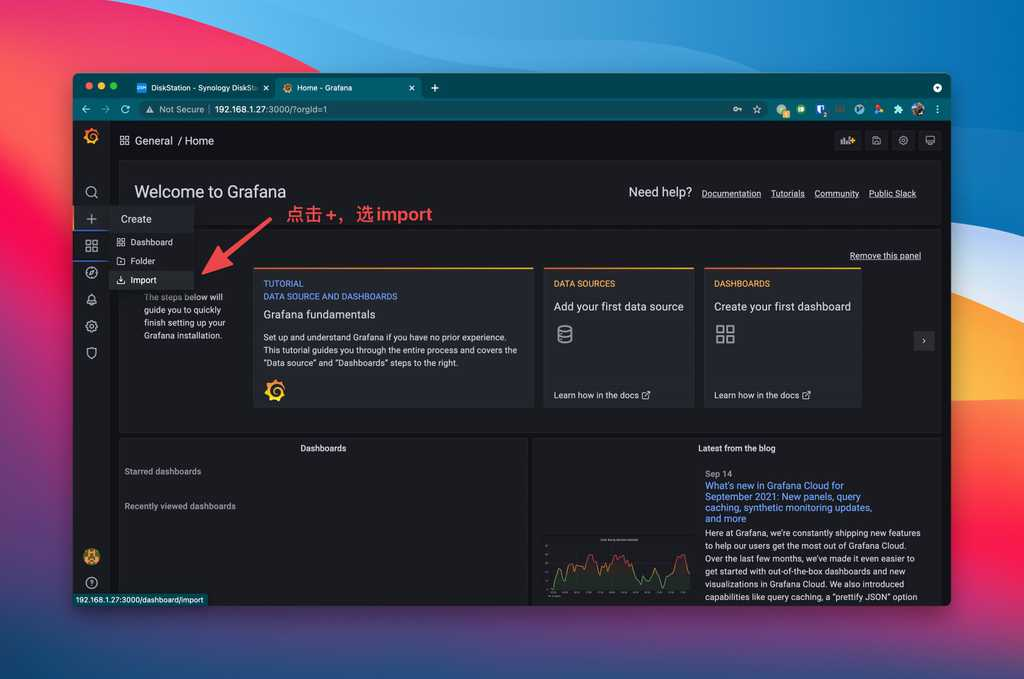 DiskStation - Synology DiskSta
Home - Grafana
Not Secure
192.168.1.27:3000/?orgId=1
General / Home
Welcome to Grafana
Need help?
Documentation
Tutorials
Community
Public Slack
Create
点击 +，选 import
Dashboard
Folder
Import
Remove this panel
The steps below will
guide you to quickly
finish setting up your
Grafana installation.
TUTORIAL
DATA SOURCE AND DASHBOARDS
Grafana fundamentals
Set up and understand Grafana if you have no prior experience.
This tutorial guides you through the entire process and covers the
“Data source” and “Dashboards” steps to the right.
DATA SOURCES
Add your first data source
Learn how in the docs
DASHBOARDS
Create your first dashboard
Learn how in the docs
Dashboards
Starred dashboards
Recently viewed dashboards
Latest from the blog
Sep 14
What's new in Grafana Cloud for
September 2021: New panels, query
caching, synthetic monitoring updates,
and more
Here at Grafana, we're constantly shipping new features
to help our users get the most out of Grafana Cloud.
Over the last few months, we've made it even easier to
get started with out-of-the-box dashboards and new
visualizations in Grafana Cloud. We also introduced
capabilities like query caching, a “prettify JSON” option
192.168.1.27:3000/dashboard/import